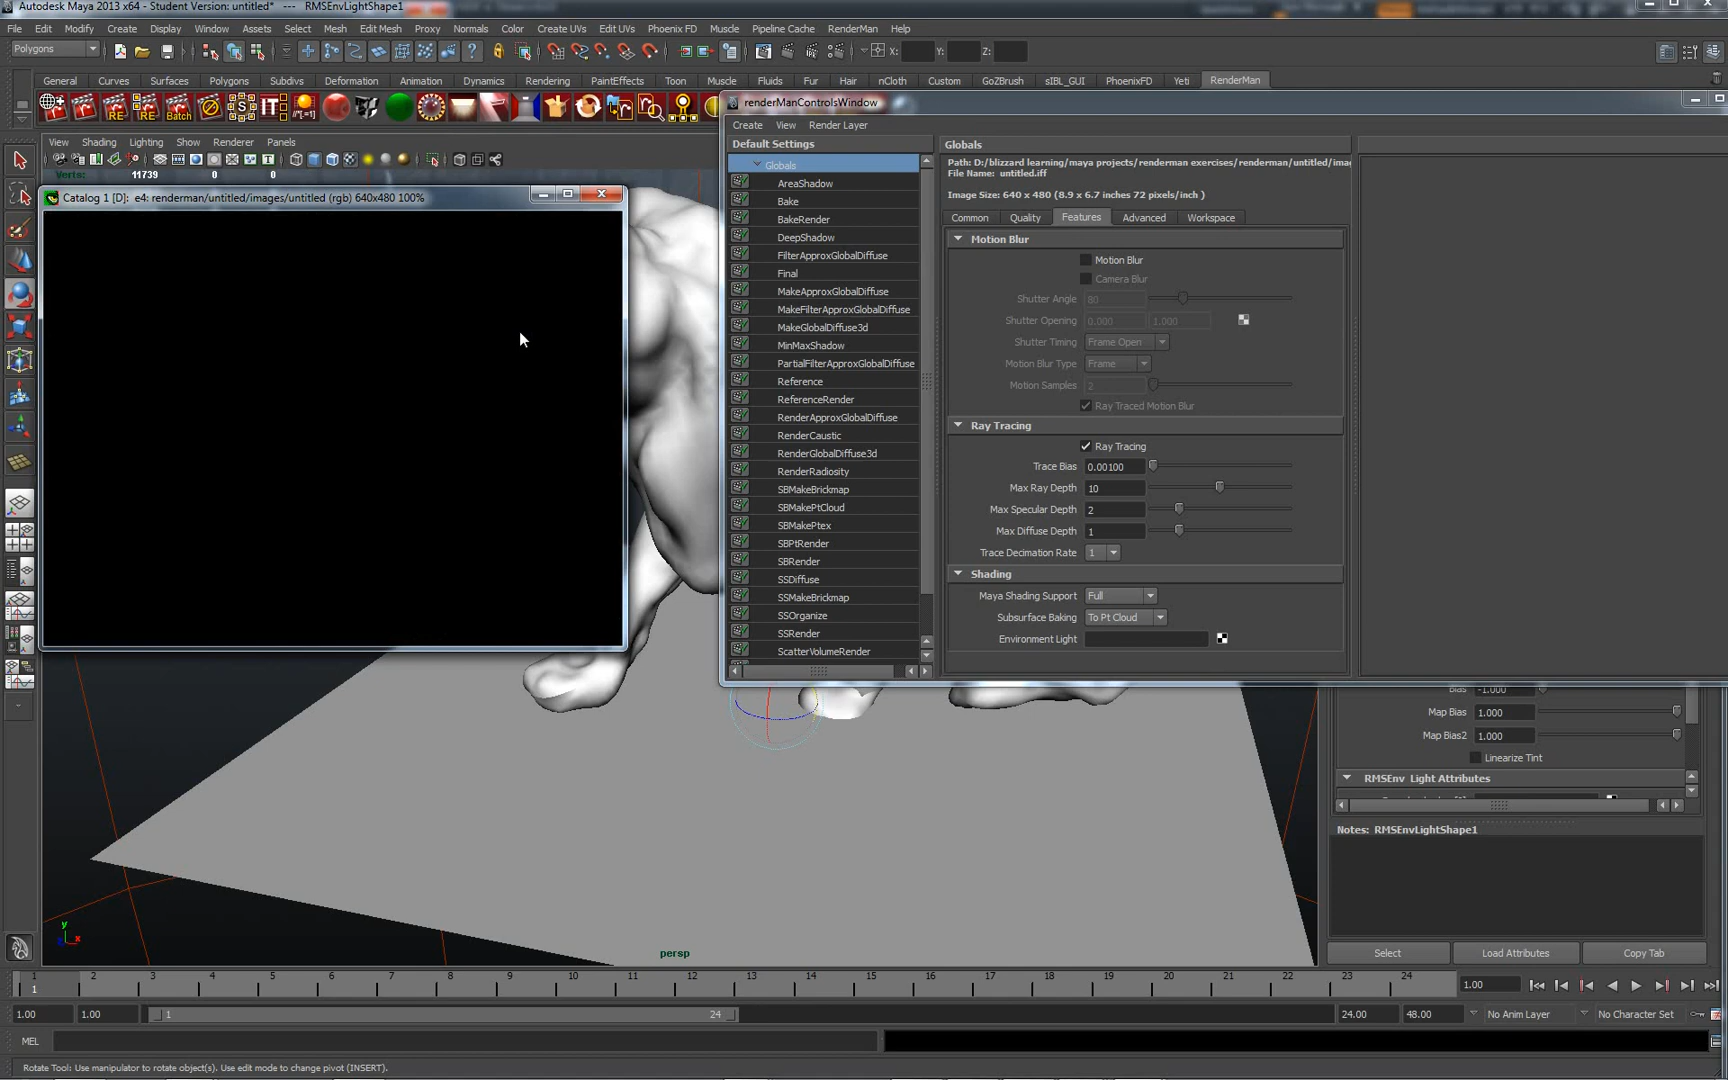 Autodesk Maya 2013 x64 - Student Version: untitled*   ---   RMSEnvLightShape1
File Edit Modify Create Display Window Assets Select Mesh Edit Mesh Proxy Normals Color Create UVs Edit UVs Phoenix FD Muscle Pipeline Cache RenderMan Help
Polygons X: Y: Z:
General Curves Surfaces Polygons Subdivs Deformation Animation Dynamics Rendering PaintEffects Toon Muscle Fluids Fur Hair nCloth Custom GoZBrush sIBL_GUI PhoenixFD Yeti RenderMan
RE RE Batch IT
renderManControlsWindow
Create View Render Layer
View Shading Lighting Show Renderer Panels
Verts: 11739 0 0
Catalog 1 [D]: e4: renderman/untitled/images/untitled (rgb) 640x480 100%
Default Settings
Globals
AreaShadow
Bake
BakeRender
DeepShadow
FilterApproxGlobalDiffuse
Final
MakeApproxGlobalDiffuse
MakeFilterApproxGlobalDiffuse
MakeGlobalDiffuse3d
MinMaxShadow
PartialFilterApproxGlobalDiffuse
Reference
ReferenceRender
RenderApproxGlobalDiffuse
RenderCaustic
RenderGlobalDiffuse3d
RenderRadiosity
SBMakeBrickmap
SBMakePtCloud
SBMakePtex
SBPtRender
SBRender
SSDiffuse
SSMakeBrickmap
SSOrganize
SSRender
ScatterVolumeRender
Globals
Path: D:/blizzard learning/maya projects/renderman exercises/renderman/untitled/ima
File Name: untitled.iff
Image Size: 640 x 480 (8.9 x 6.7 inches 72 pixels/inch )
Common Quality Features Advanced Workspace
Motion Blur
Motion Blur
Camera Blur
Shutter Angle 80
Shutter Opening 0.000 1.000
Shutter Timing Frame Open
Motion Blur Type Frame
Motion Samples 2
Ray Traced Motion Blur
Ray Tracing
Ray Tracing
Trace Bias 0.00100
Max Ray Depth 10
Max Specular Depth 2
Max Diffuse Depth 1
Trace Decimation Rate 1
Shading
Maya Shading Support Full
Subsurface Baking To Pt Cloud
Environment Light
Bias -1.000
Map Bias 1.000
Map Bias2 1.000
Linearize Tint
RMSEnv Light Attributes
Notes: RMSEnvLightShape1
Select Load Attributes Copy Tab
y
x
persp
1 2 3 4 5 6 7 8 9 10 11 12 13 14 15 16 17 18 19 20 21 22 23 24
1 1.00
1.00 1.00 1 24 24.00 48.00 No Anim Layer No Character Set
MEL
Rotate Tool: Use manipulator to rotate object(s). Use edit mode to change pivot (INSERT).